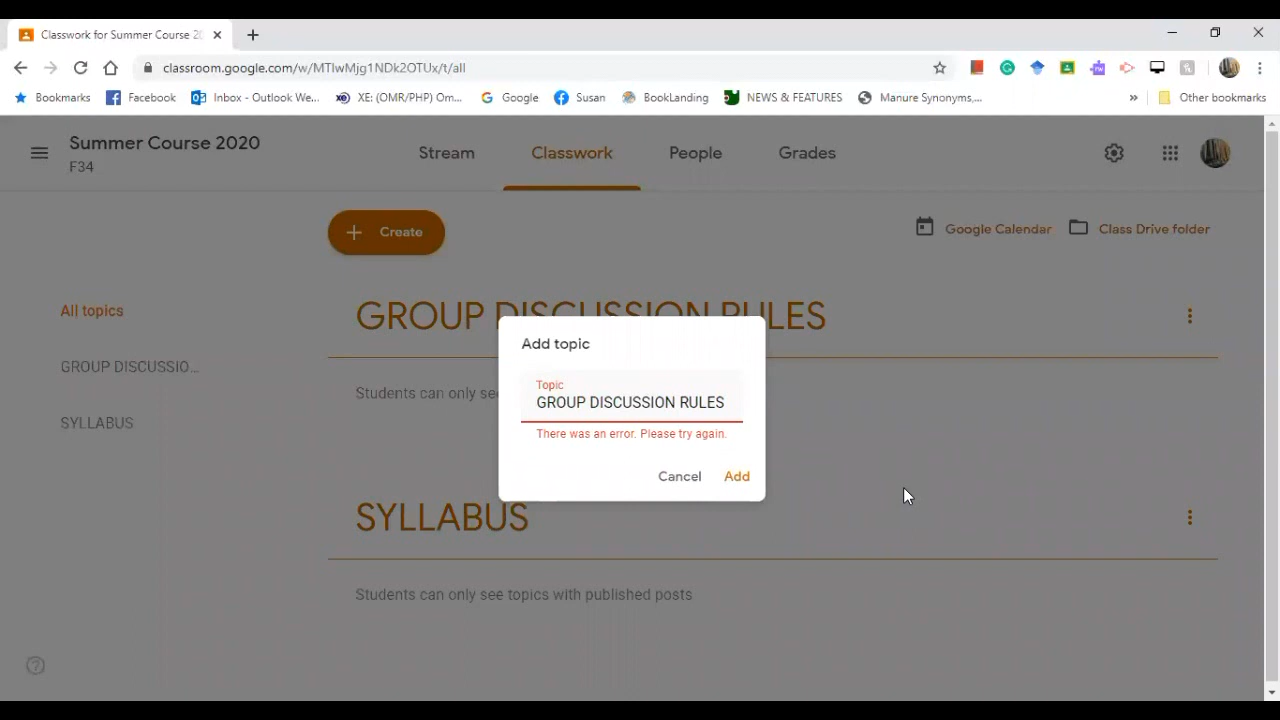 Classwork for Summer Course 20
classroom.google.com/w/MTIwMjg1NDk2OTUx/t/all
Bookmarks Facebook Inbox - Outlook We... XE: (OMR/PHP) Om... Google Susan BookLanding NEWS & FEATURES Manure Synonyms,... » Other bookmarks
Summer Course 2020
F34
Stream Classwork People Grades
+ Create
Google Calendar Class Drive folder
All topics
GROUP DISCUSSION RULES
GROUP DISCUSSIO...
Students can only see
SYLLABUS
Add topic
Topic
GROUP DISCUSSION RULES
There was an error. Please try again.
Cancel Add
SYLLABUS
Students can only see topics with published posts